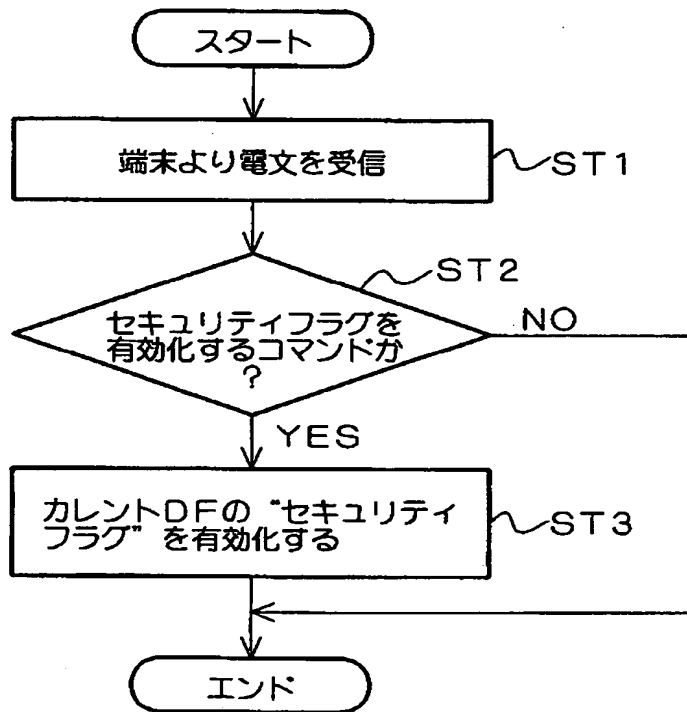 スタート
端末より電文を受信
ST1
ST2
セキュリティフラグを
有効化するコマンドか
?
NO
YES
カレントDFの“セキュリティ
フラグ”を有効化する
ST3
エンド